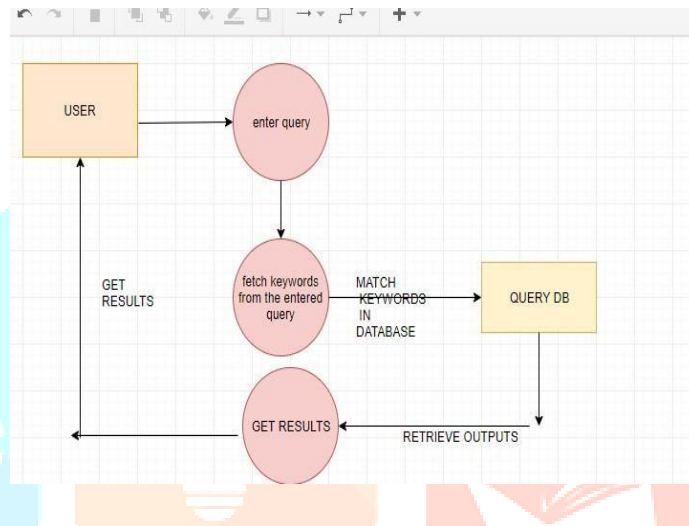 USER
enter query
fetch keywords
from the entered
query
MATCH
KEYWORDS
IN
DATABASE
QUERY DB
GET
RESULTS
GET RESULTS
RETRIEVE OUTPUTS